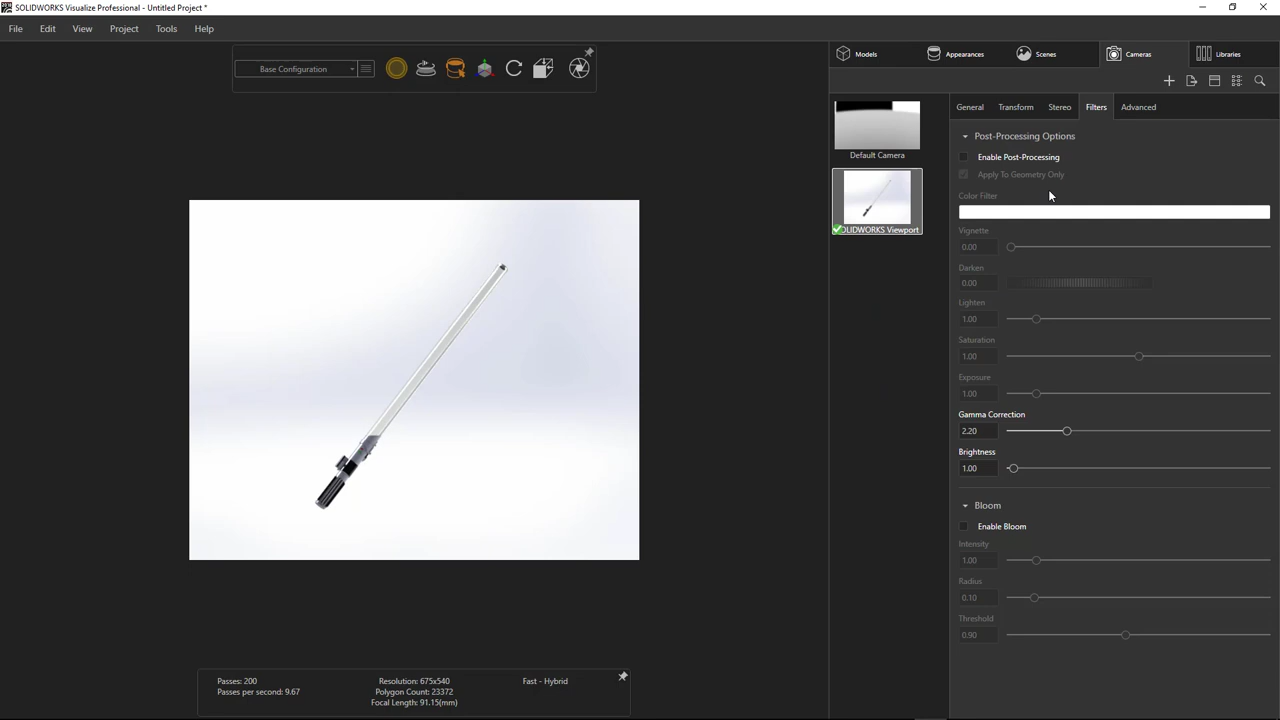 SOLIDWORKS Visualize Professional - Untitled Project *
File Edit View Project Tools Help
Base Configuration
Models Appearances Scenes Cameras Libraries
Default Camera
SOLIDWORKS Viewport
General Transform Stereo Filters Advanced
Post-Processing Options
Enable Post-Processing
Apply To Geometry Only
Color Filter
Vignette
0.00
Darken
0.00
Lighten
1.00
Saturation
1.00
Exposure
1.00
Gamma Correction
2.20
Brightness
1.00
Bloom
Enable Bloom
Intensity
1.00
Radius
0.10
Threshold
0.90
Passes: 200
Passes per second: 9.67
Resolution: 675x540
Polygon Count: 23372
Focal Length: 91.15(mm)
Fast - Hybrid